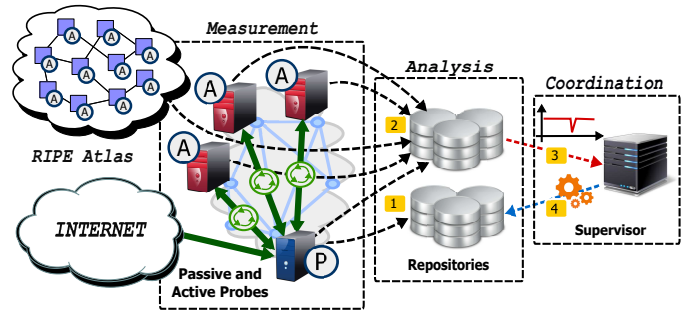 Measurement
Analysis
Coordination
A
A
A
A
A
A
A
A
A
A
A
A
2
3
RIPE Atlas
1
4
INTERNET
P
Passive and
Active Probes
Repositories
Supervisor